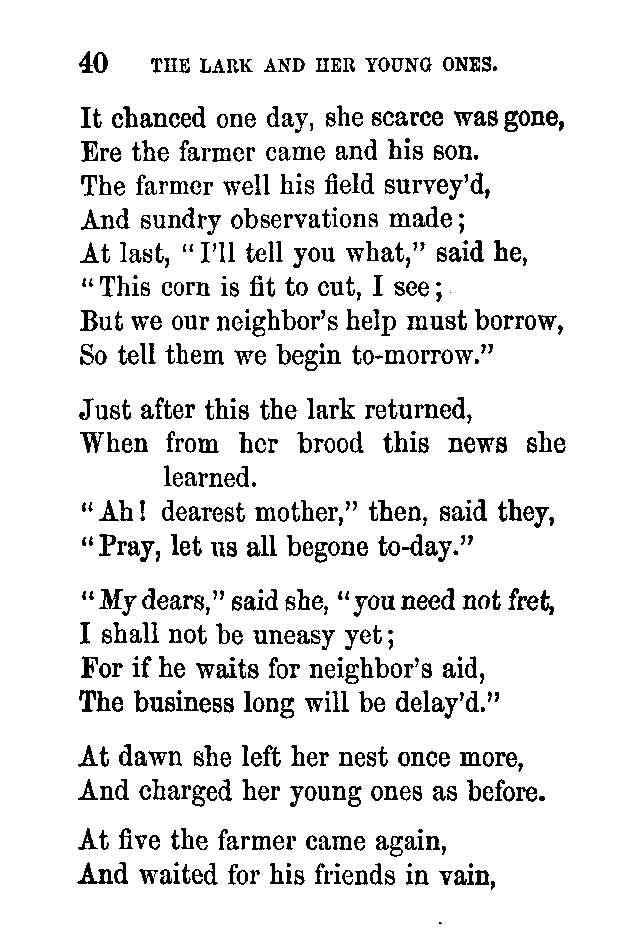 40 THE LARK AND HER YOUNG ONES.
It chanced one day, she scarce was gone,
Ere the farmer came and his son.
The farmer well his field survey'd,
And sundry observations made;
At last, "I'll tell you what," said he,
"This corn is fit to cut, I see;
But we our neighbor's help must borrow,
So tell them we begin to-morrow."
Just after this the lark returned,
When from her brood this news she
learned.
"Ah! dearest mother," then, said they,
"Pray, let us all begone to-day."
"My dears," said she, "you need not fret,
I shall not be uneasy yet;
For if he waits for neighbor's aid,
The business long will be delay'd."
At dawn she left her nest once more,
And charged her young ones as before.
At five the farmer came again,
And waited for his friends in vain,